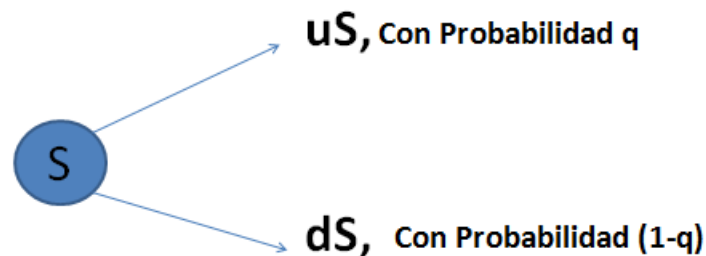 uS, Con Probabilidad q
S
dS, Con Probabilidad (1-q)